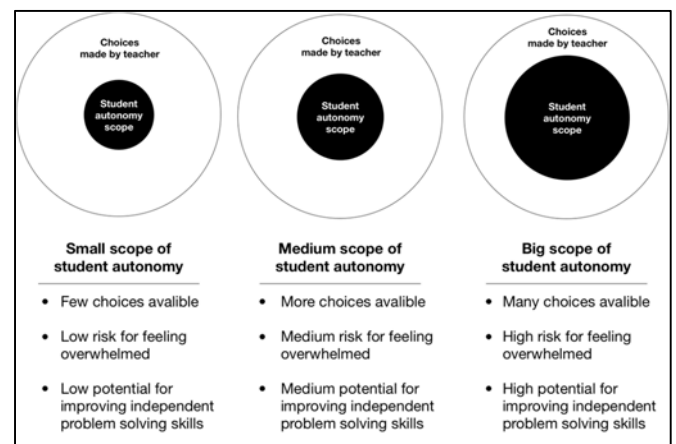 Choices
made by teacher
Student
autonomy
scope
Small scope of
student autonomy
• Few choices avalible
• Low risk for feeling
overwhelmed
• Low potential for
improving independent
problem solving skills
Choices
made by teacher
Student
autonomy
scope
Medium scope of
student autonomy
• More choices avalible
• Medium risk for feeling
overwhelmed
• Medium potential for
improving independent
problem solving skills
Choices
made by teacher
Student
autonomy
scope
Big scope of
student autonomy
• Many choices avalible
• High risk for feeling
overwhelmed
• High potential for
improving independent
problem solving skills